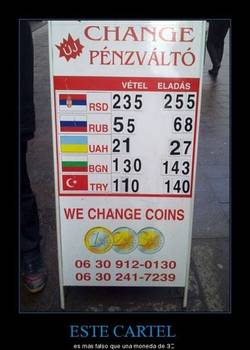 ÚJ
CHANGE
PÉNZVÁLTÓ
VÉTEL ELADÁS
RSD 235 255
RUB 55 68
UAH 21 27
BGN 130 143
TRY 110 140
WE CHANGE COINS
06 30 912-0130
06 30 241-7239
ESTE CARTEL
es mas falso que una moneda de 3